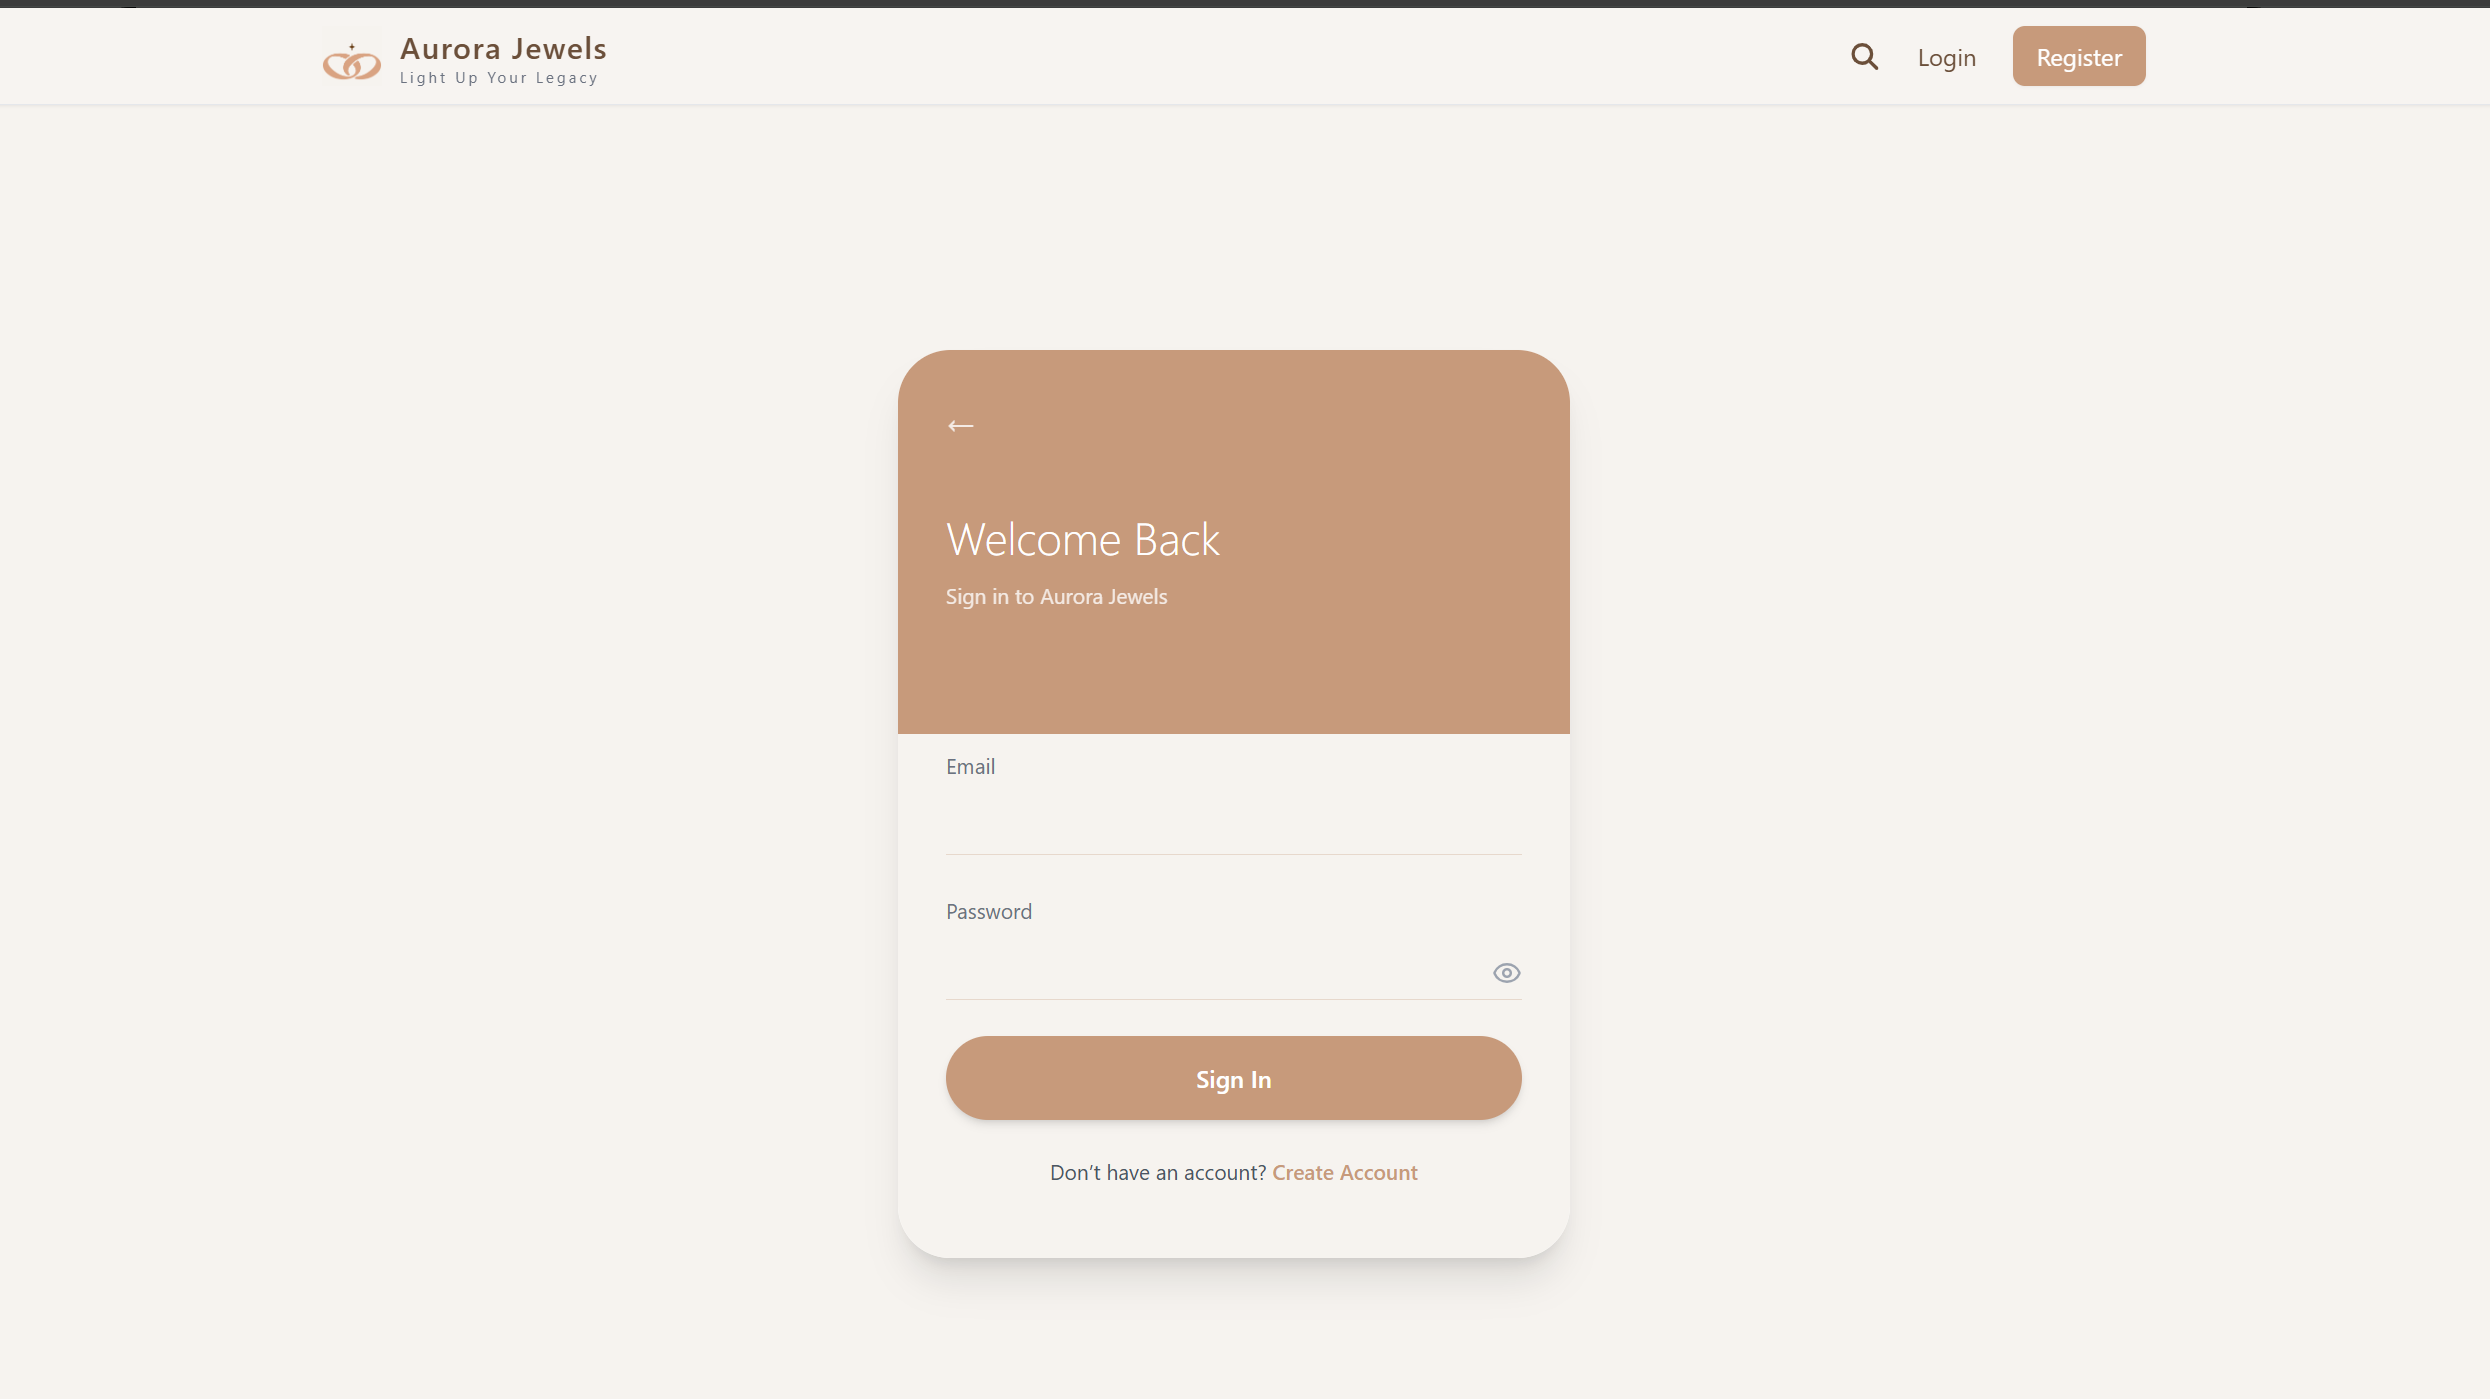 Aurora Jewels
Light Up Your Legacy
Login
Register
←
Welcome Back
Sign in to Aurora Jewels
Email
Password
Sign In
Don’t have an account? Create Account